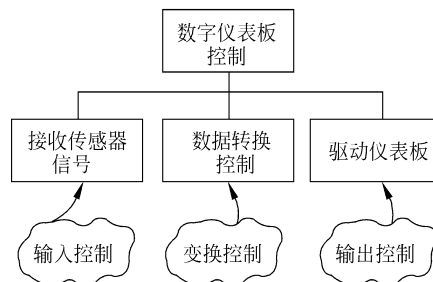 数字仪表板
控制
接收传感器
信号
数据转换
控制
驱动仪表板
输入控制
变换控制
输出控制